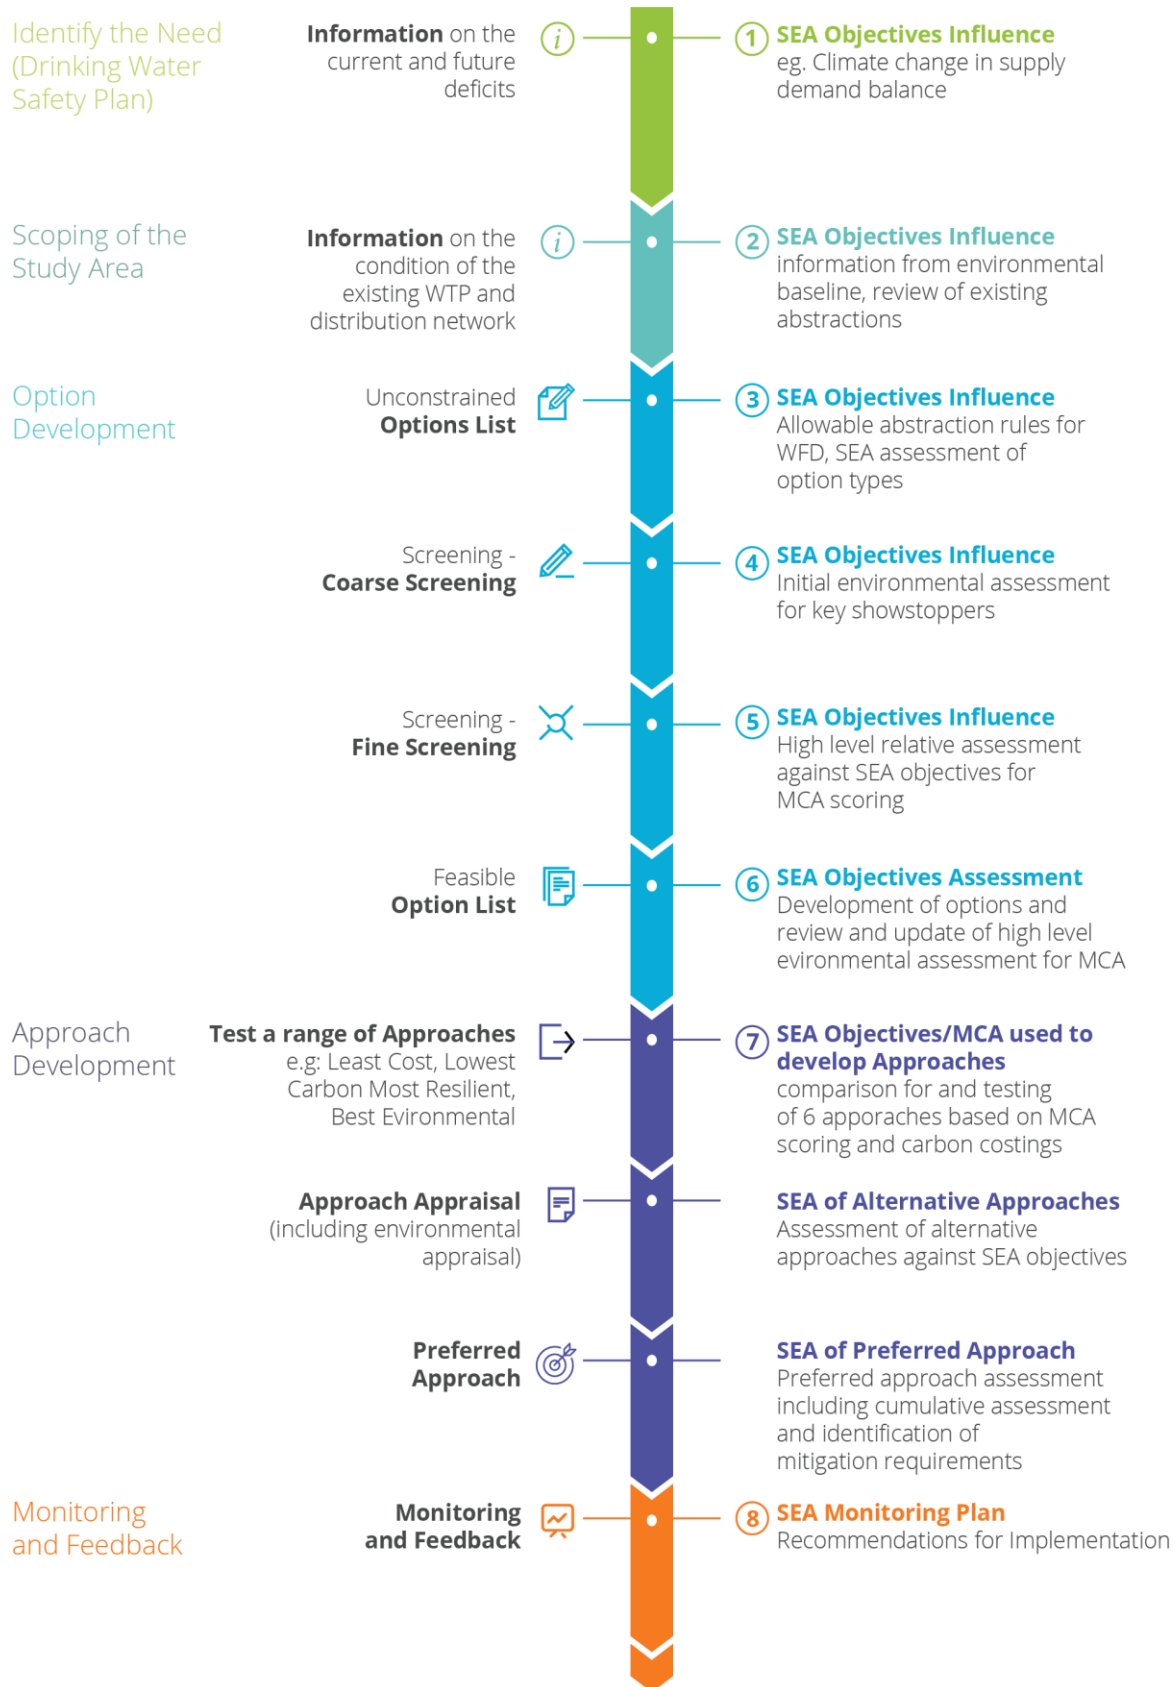 Identify the Need
(Drinking Water
Safety Plan)
Information on the
current and future
deficits
i
1
SEA Objectives Influence
eg. Climate change in supply
demand balance
Scoping of the
Study Area
Information on the
condition of the
existing WTP and
distribution network
i
2
SEA Objectives Influence
information from environmental
baseline, review of existing
abstractions
Option
Development
Unconstrained
Options List
3
SEA Objectives Influence
Allowable abstraction rules for
WFD, SEA assessment of
option types
Screening -
Coarse Screening
4
SEA Objectives Influence
Initial environmental assessment
for key showstoppers
Screening -
Fine Screening
5
SEA Objectives Influence
High level relative assessment
against SEA objectives for
MCA scoring
Feasible
Option List
6
SEA Objectives Assessment
Development of options and
review and update of high level
evironmental assessment for MCA
Approach
Development
Test a range of Approaches
e.g: Least Cost, Lowest
Carbon Most Resilient,
Best Evironmental
7
SEA Objectives/MCA used to
develop Approaches
comparison for and testing
of 6 apporaches based on MCA
scoring and carbon costings
Approach Appraisal
(including environmental
appraisal)
SEA of Alternative Approaches
Assessment of alternative
approaches against SEA objectives
Preferred
Approach
SEA of Preferred Approach
Preferred approach assessment
including cumulative assessment
and identification of
mitigation requirements
Monitoring
and Feedback
Monitoring
and Feedback
8
SEA Monitoring Plan
Recommendations for Implementation